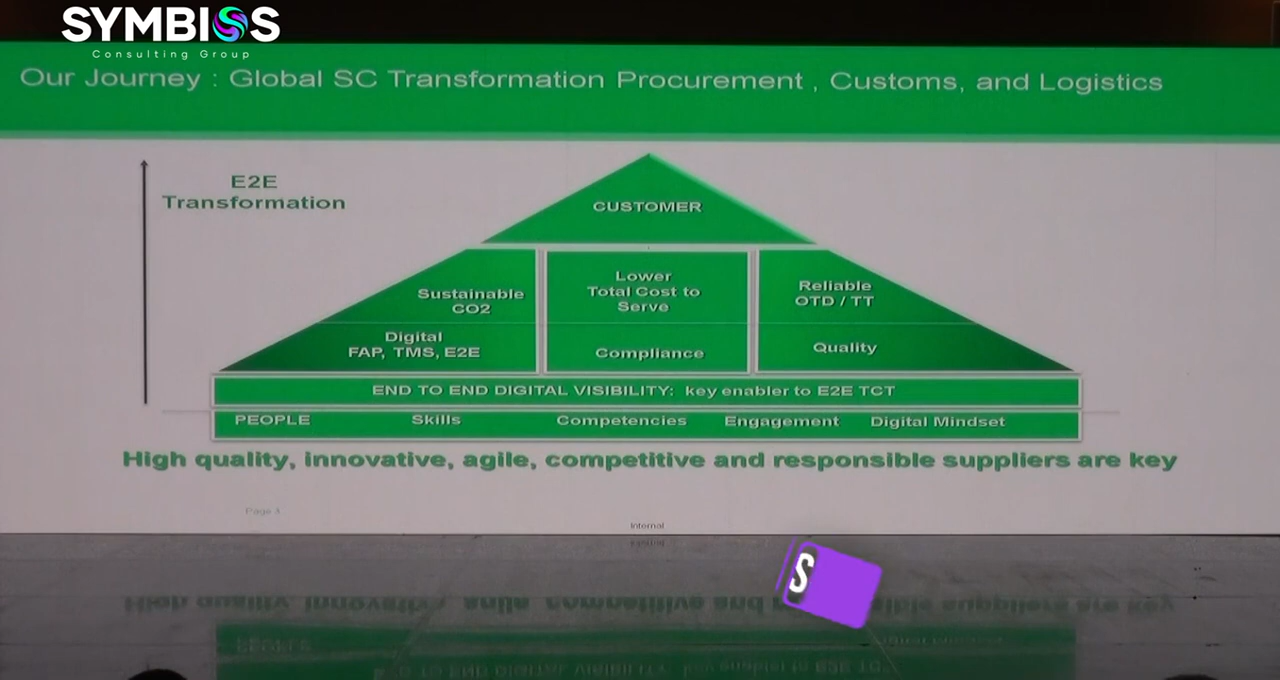 SYMBIOS
Consulting Group
Our Journey : Global SC Transformation Procurement , Customs, and Logistics
E2E
Transformation
CUSTOMER
Sustainable
CO2
Lower
Total Cost to
Serve
Reliable
OTD / TT
Digital
FAP, TMS, E2E
Compliance
Quality
END TO END DIGITAL VISIBILITY: key enabler to E2E TCT
PEOPLE Skills Competencies Engagement Digital Mindset
High quality, innovative, agile, competitive and responsible suppliers are key
Page
Internal
S